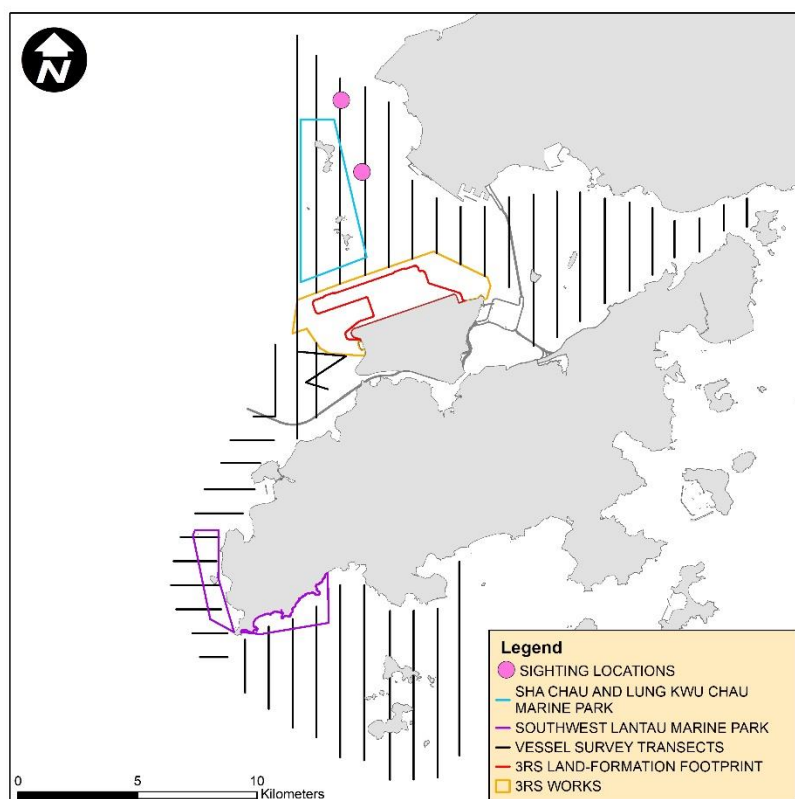 N
Legend
SIGHTING LOCATIONS
SHA CHAU AND LUNG KWU CHAU
MARINE PARK
SOUTHWEST LANTAU MARINE PARK
VESSEL SURVEY TRANSECTS
3RS LAND-FORMATION FOOTPRINT
3RS WORKS
0 5 10
Kilometers